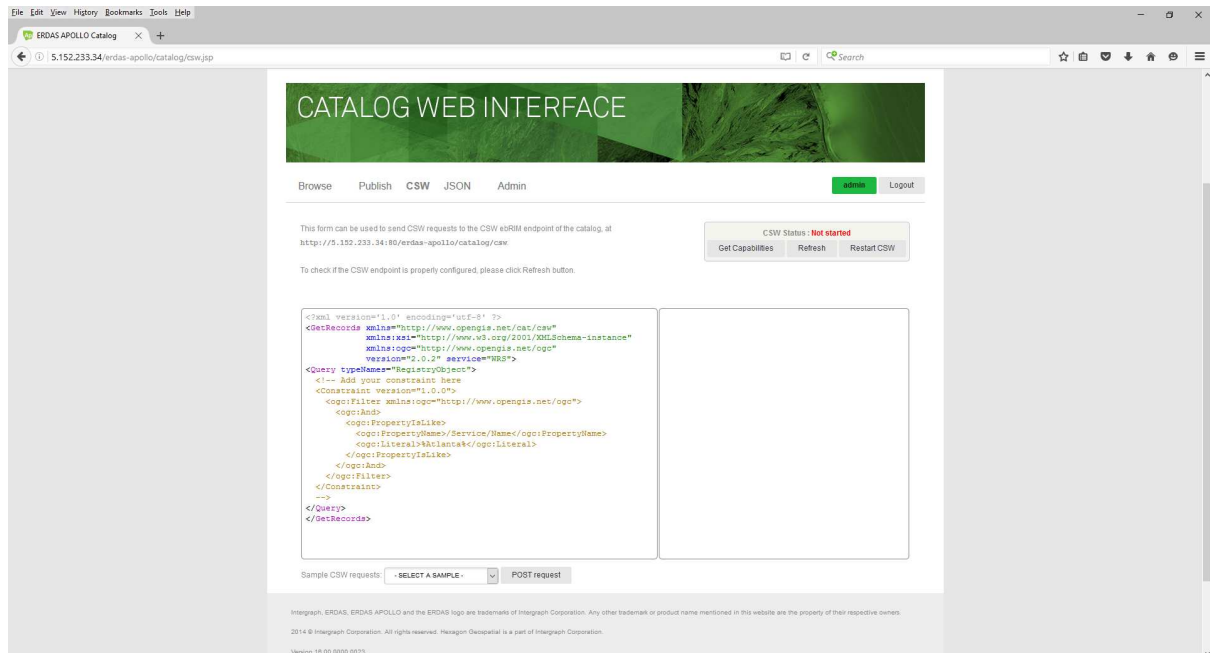 File Edit View History Bookmarks Tools Help
ERDAS APOLLO Catalog
5.152.233.34/erdas-apollo/catalog/csw.jsp
Search
CATALOG WEB INTERFACE
Browse Publish CSW JSON Admin
admin Logout
This form can be used to send CSW requests to the CSW ebRIM endpoint of the catalog, at
http://5.152.233.34:80/erdas-apollo/catalog/csw
To check if the CSW endpoint is properly configured, please click Refresh button.
CSW Status : Not started
Get Capabilities Refresh Restart CSW
<?xml version='1.0' encoding='utf-8' ?>
<GetRecords xmlns="http://www.opengis.net/cat/csw"
xmlns:xsi="http://www.w3.org/2001/XMLSchema-instance"
xmlns:ogc="http://www.opengis.net/ogc"
version="2.0.2" service="WRS">
<Query typeNames="RegistryObject">
<!-- Add your constraint here
<Constraint version="1.0.0">
<ogc:Filter xmlns:ogc="http://www.opengis.net/ogc">
<ogc:And>
<ogc:PropertyIsLike>
<ogc:PropertyName>/Service/Name</ogc:PropertyName>
<ogc:Literal>%Atlanta%</ogc:Literal>
</ogc:PropertyIsLike>
</ogc:And>
</ogc:Filter>
</Constraint>
-->
</Query>
</GetRecords>
Sample CSW requests: - SELECT A SAMPLE - POST request
Intergraph, ERDAS, ERDAS APOLLO and the ERDAS logo are trademarks of Intergraph Corporation. Any other trademark or product name mentioned in this website are the property of their respective owners.
2014 © Intergraph Corporation. All rights reserved. Hexagon Geospatial is a part of Intergraph Corporation